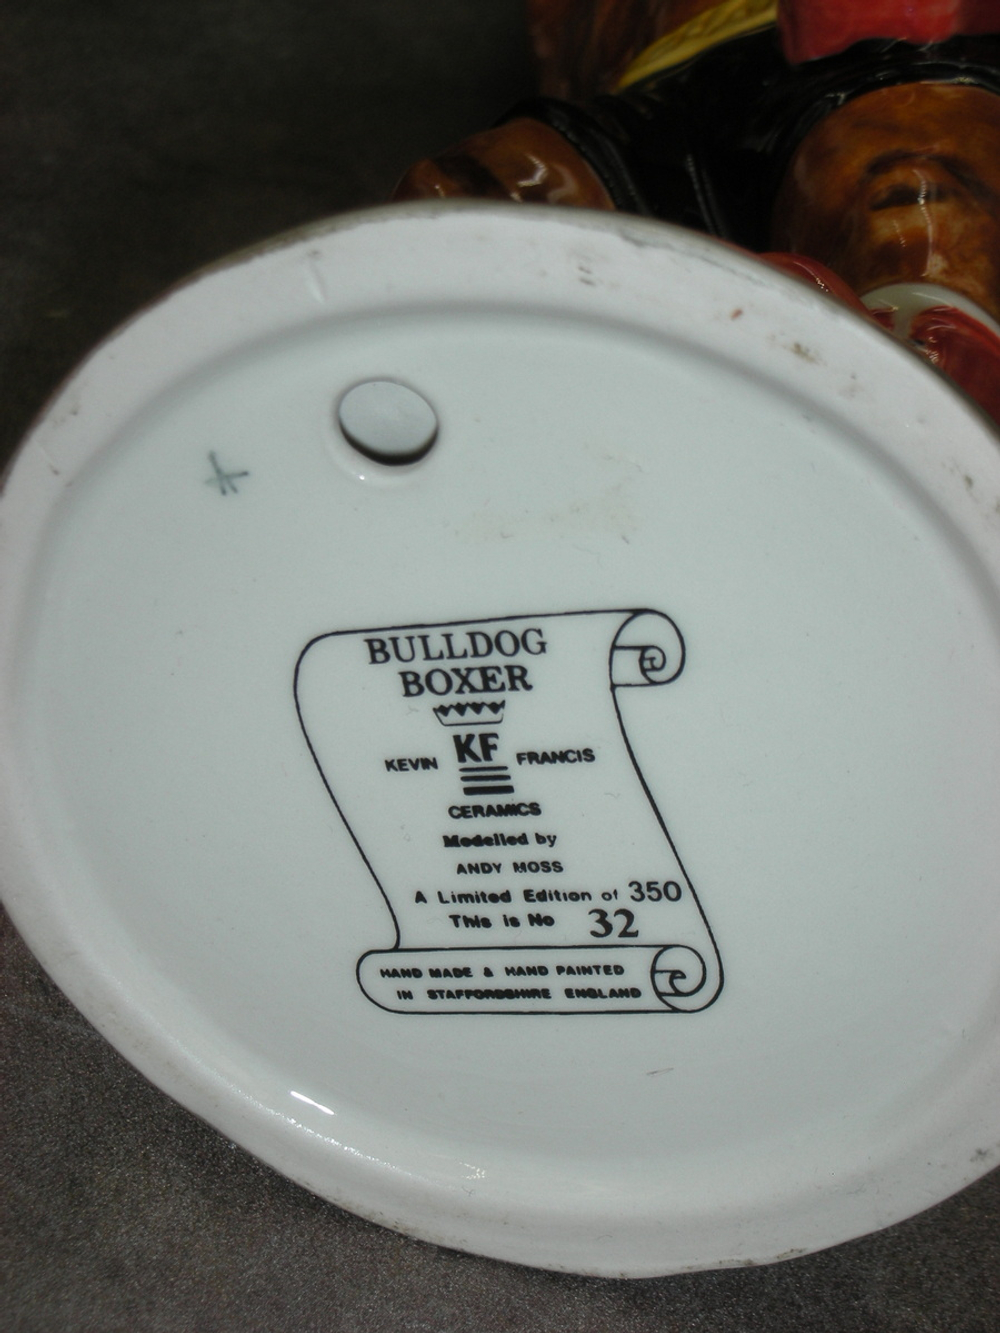 BULLDOG
BOXER
KEVIN KF FRANCIS
CERAMICS
Modelled by
ANDY MOSS
A Limited Edition of 350
This is No 32
HAND MADE & HAND PAINTED
IN STAFFORDSHIRE ENGLAND